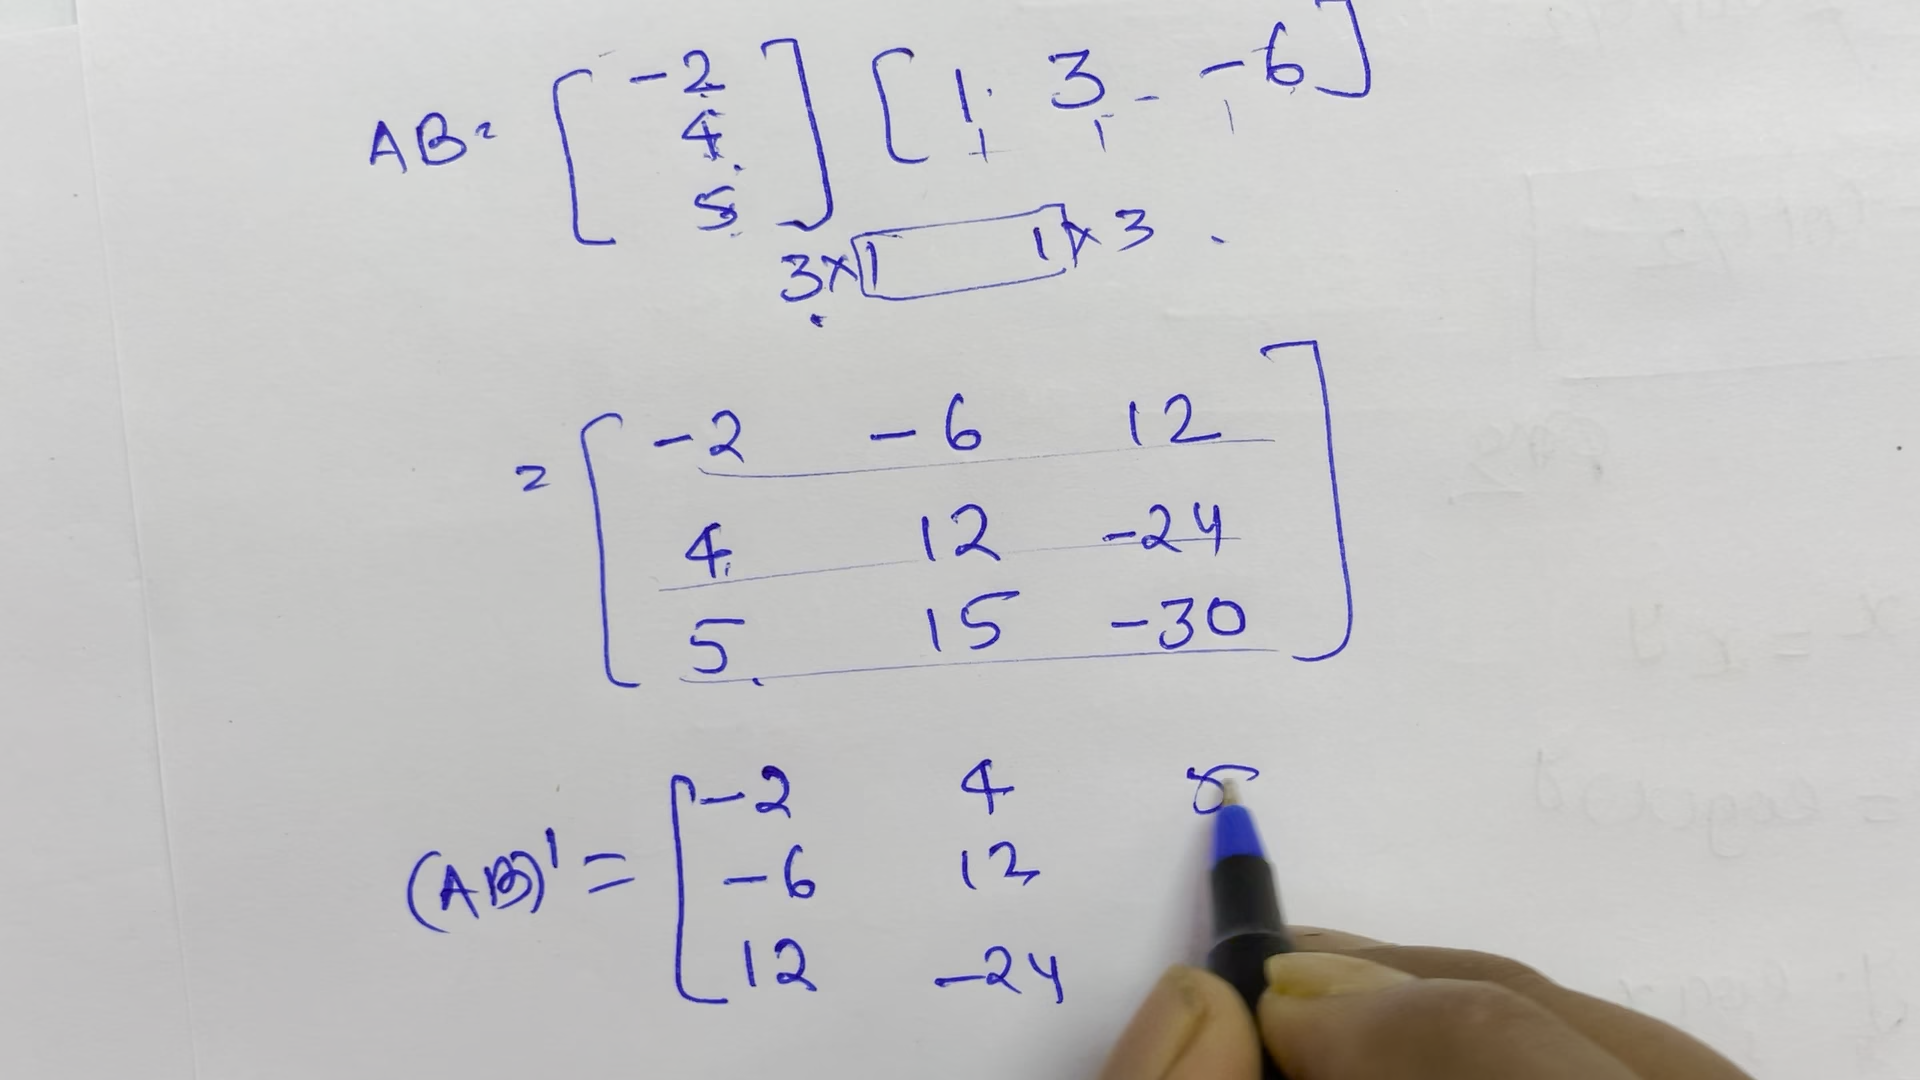 AB = [ -2 4 5 ] [ 1 3 -6 ]
3×1 1×3
= [ -2 -6 12
4 12 -24
5 15 -30 ]
(AB)' = [ -2 4 5
-6 12
12 -24